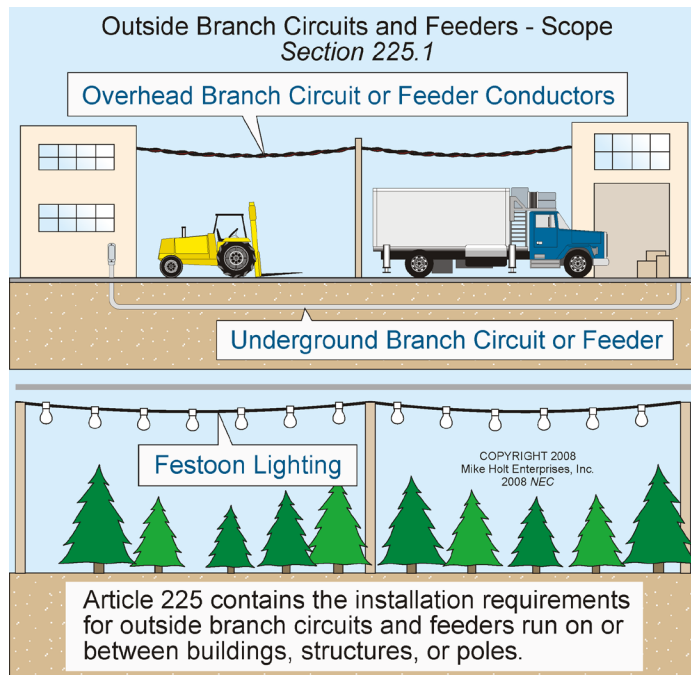 Outside Branch Circuits and Feeders - Scope
Section 225.1
Overhead Branch Circuit or Feeder Conductors
Underground Branch Circuit or Feeder
Festoon Lighting
COPYRIGHT 2008
Mike Holt Enterprises, Inc.
2008 NEC
Article 225 contains the installation requirements
for outside branch circuits and feeders run on or
between buildings, structures, or poles.